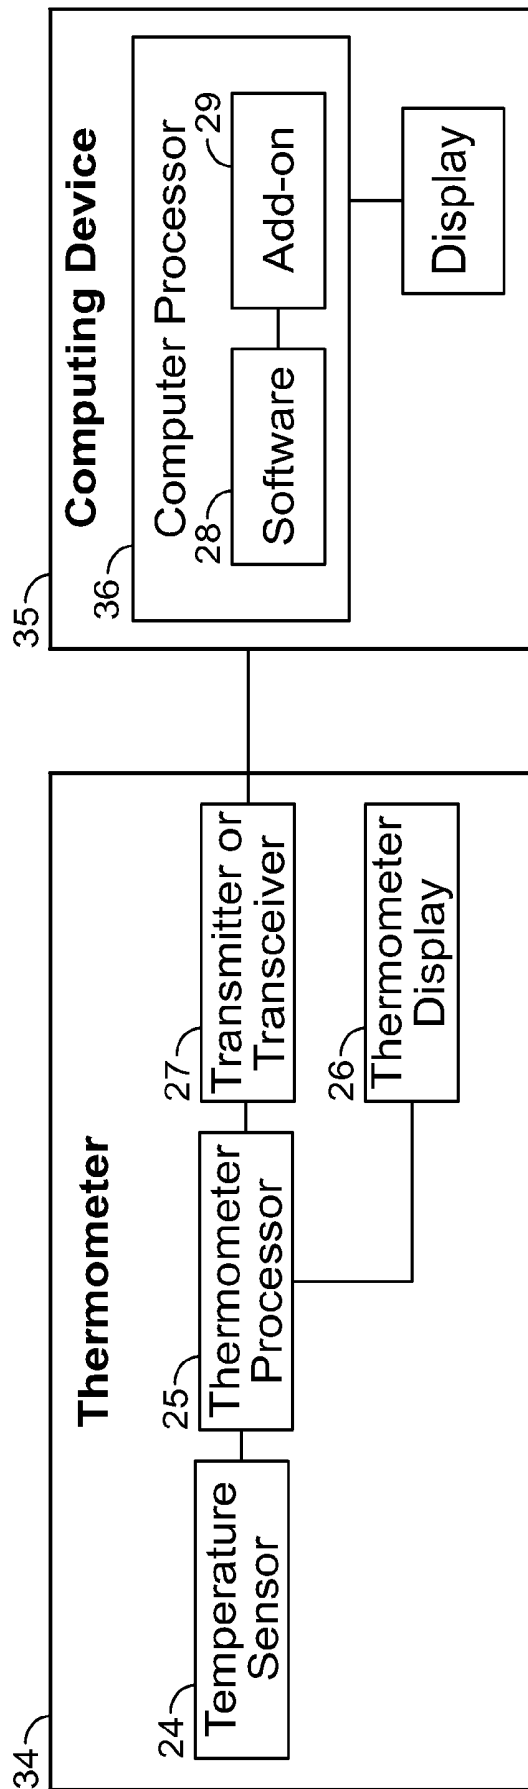 34
Thermometer
24
Temperature
Sensor
25
Thermometer
Processor
27
Transmitter or
Transceiver
26
Thermometer
Display
35
Computing Device
36
Computer Processor
28
Software
29
Add-on
Display